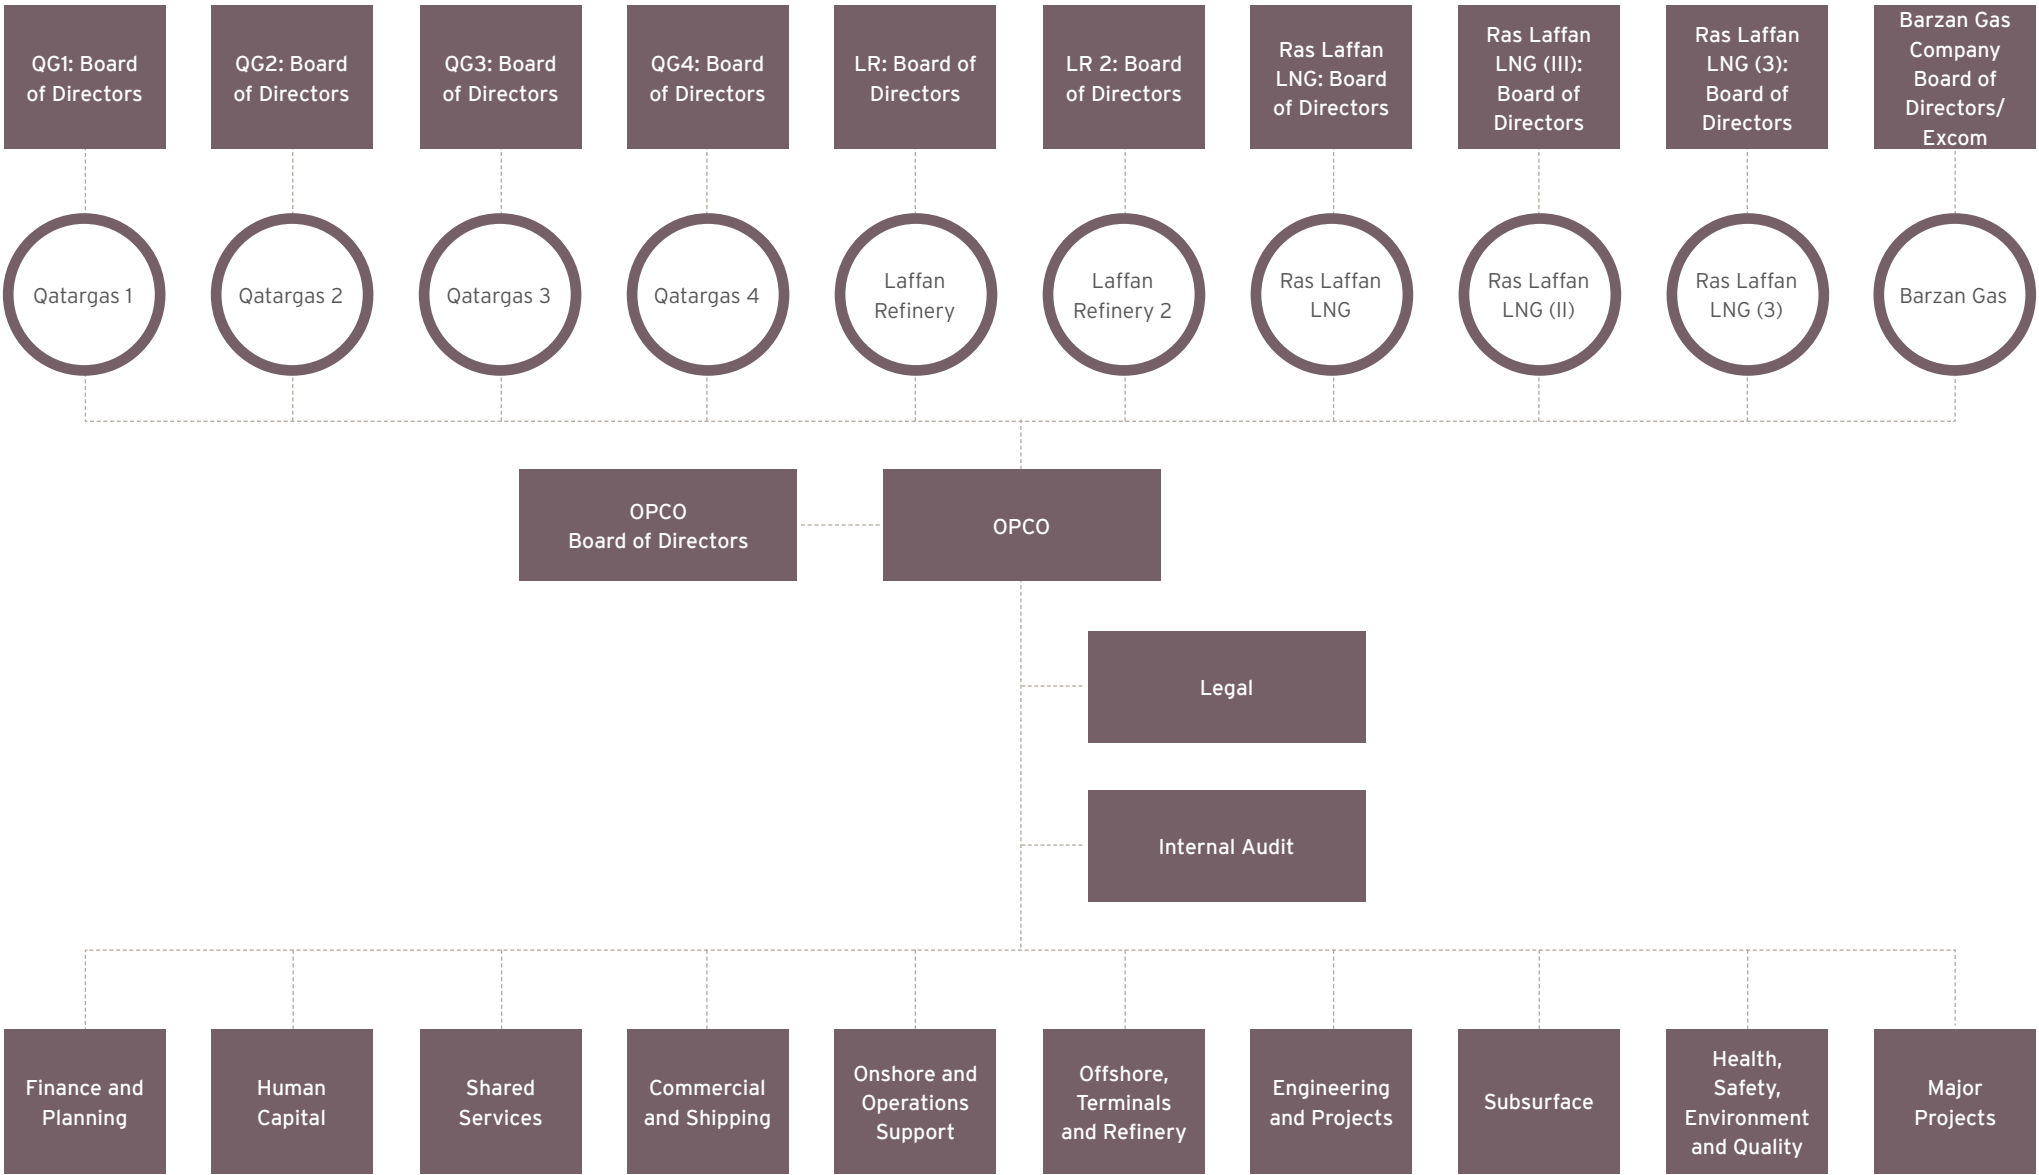 QG1: Board
of Directors
QG2: Board
of Directors
QG3: Board
of Directors
QG4: Board
of Directors
LR: Board of
Directors
LR 2: Board
of Directors
Ras Laffan
LNG: Board
of Directors
Ras Laffan
LNG (III):
Board of
Directors
Ras Laffan
LNG (3):
Board of
Directors
Barzan Gas
Company
Board of
Directors/
Excom
Qatargas 1
Qatargas 2
Qatargas 3
Qatargas 4
Laffan
Refinery
Laffan
Refinery 2
Ras Laffan
LNG
Ras Laffan
LNG (II)
Ras Laffan
LNG (3)
Barzan Gas
OPCO
Board of Directors
OPCO
Legal
Internal Audit
Finance and
Planning
Human
Capital
Shared
Services
Commercial
and Shipping
Onshore and
Operations
Support
Offshore,
Terminals
and Refinery
Engineering
and Projects
Subsurface
Health,
Safety,
Environment
and Quality
Major
Projects